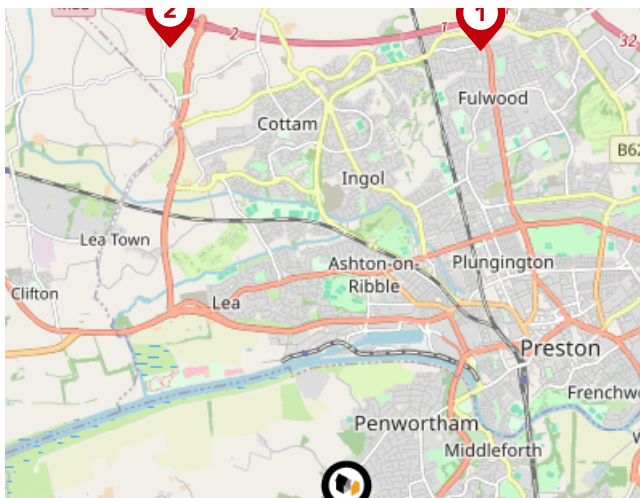 2
1
2
1
32
Fulwood
Cottam
B62
Ingol
Lea Town
Plungington
Ashton-on-
Ribble
Clifton
Lea
Preston
Frenchw
Penwortham
Middleforth